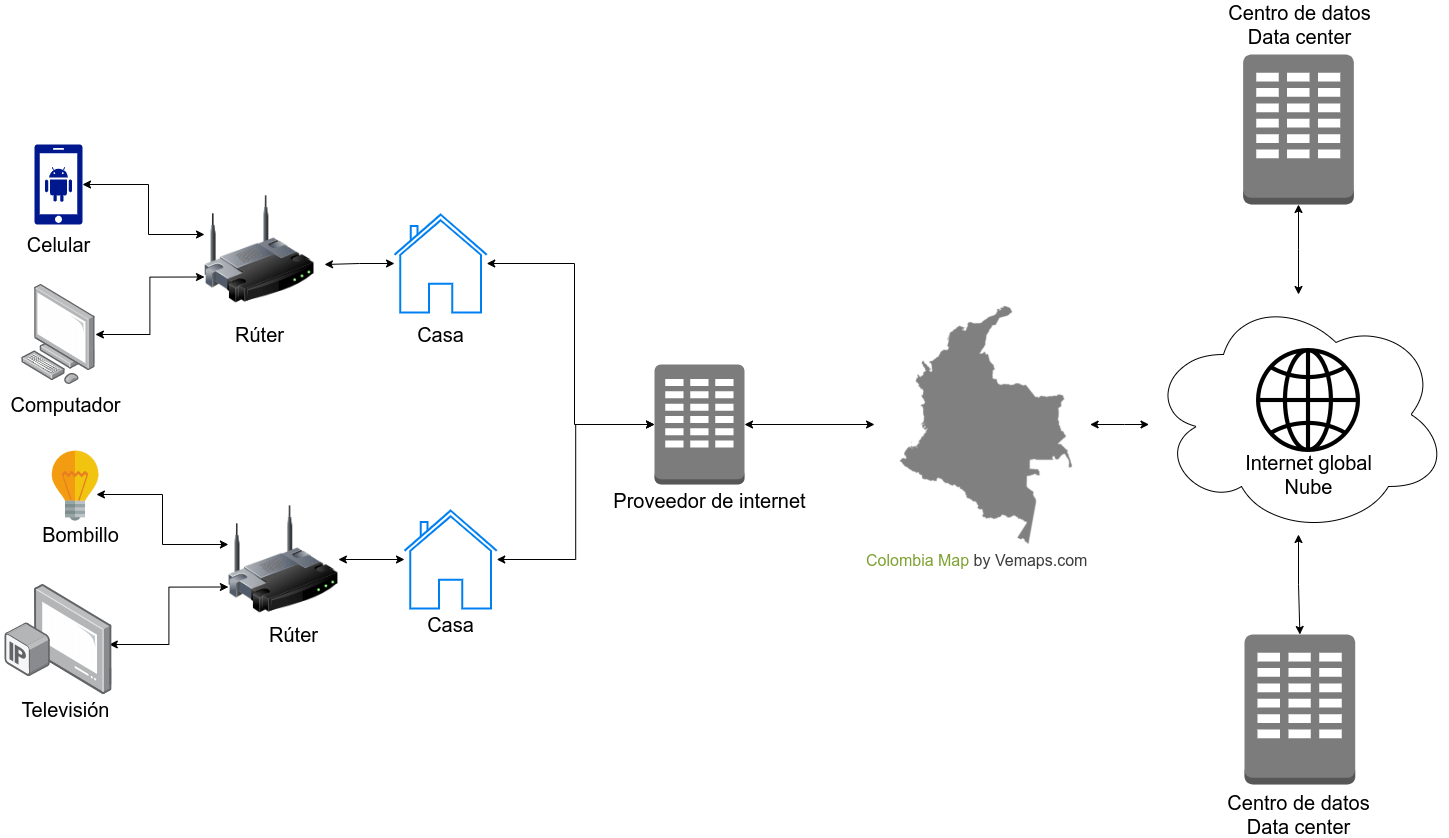 Centro de datos
Data center
Celular
Rúter
Casa
Computador
Bombillo
Proveedor de internet
Internet global
Nube
Colombia Map by Vemaps.com
IP
Rúter
Casa
Televisión
Centro de datos
Data center